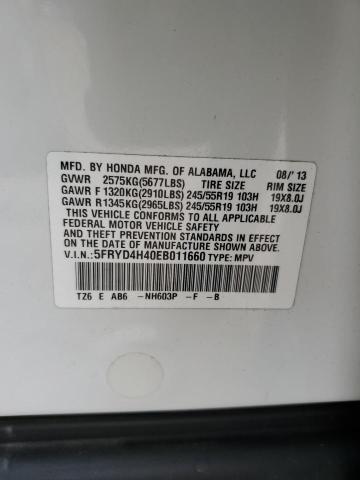 MFD. BY HONDA MFG. OF ALABAMA, LLC 08/'13
GVWR 2575KG(5677LBS) TIRE SIZE RIM SIZE
GAWR F 1320KG(2910LBS) 245/55R19 103H 19X8.0J
GAWR R1345KG(2965LBS) 245/55R19 103H 19X8.0J
THIS VEHICLE CONFORMS TO ALL APPLICABLE
FEDERAL MOTOR VEHICLE SAFETY
AND THEFT PREVENTION STANDARDS IN EFFECT
ON THE DATE OF MANUFACTURE SHOWN ABOVE.
V.I.N.:5FRYD4H40EB011660 TYPE: MPV
TZ6 E AB6 -NH603P -F -B